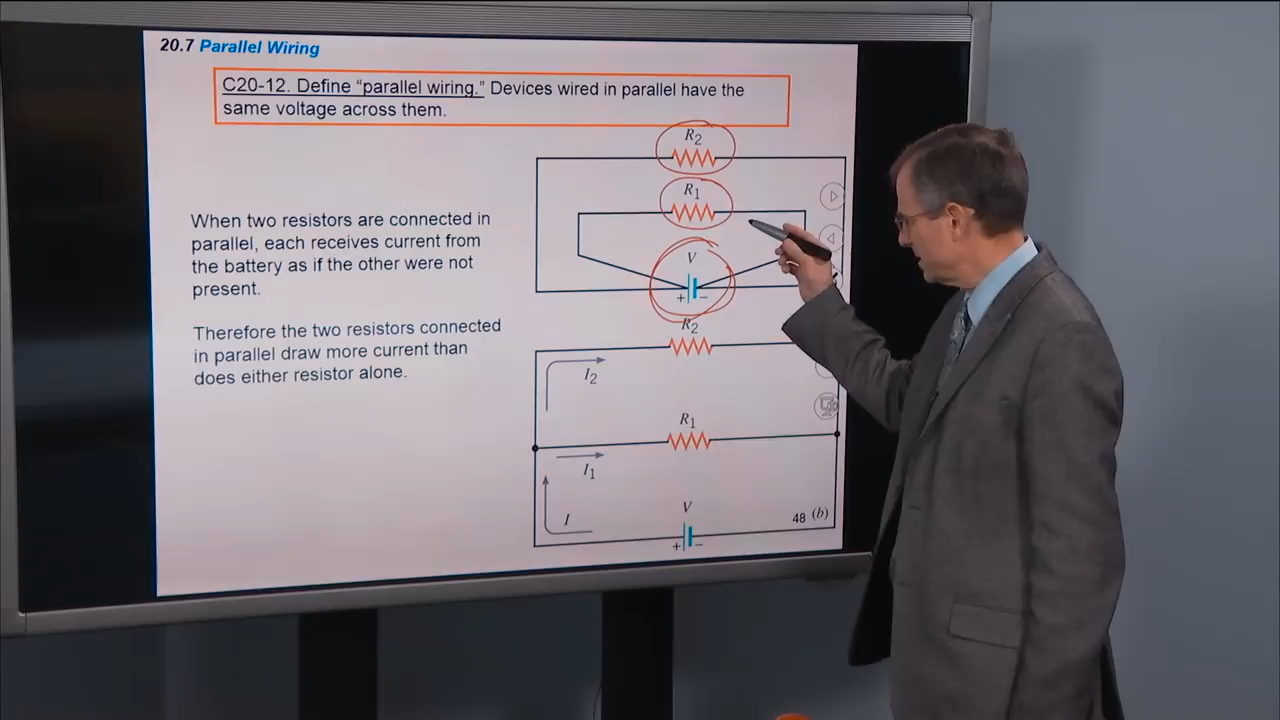 20.7 Parallel Wiring
C20-12. Define “parallel wiring.” Devices wired in parallel have the
same voltage across them.
When two resistors are connected in
parallel, each receives current from
the battery as if the other were not
present.
Therefore the two resistors connected
in parallel draw more current than
does either resistor alone.
R2
R1
V
+ −
R2
I2
R1
I1
V
I
+ −
48 (b)